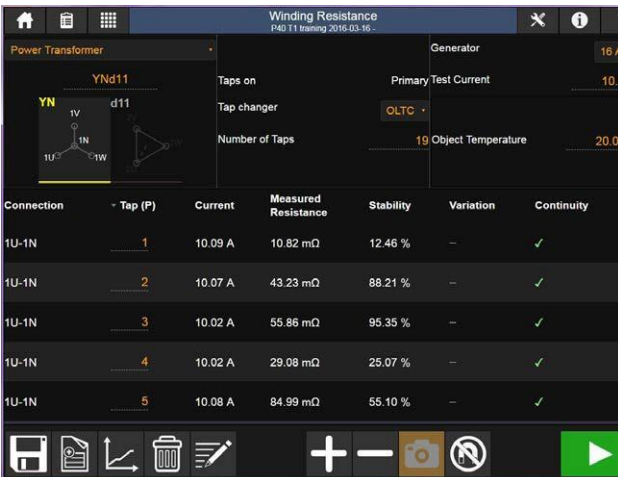 Winding Resistance
P40 T1 training 2016-03-16 -
Power Transformer
YNd11
YN
d11
1V
1N
1U
1W
Taps on
Primary
Tap changer
OLTC
Number of Taps
19
Generator
16 A
Test Current
10.
Object Temperature
20.0
Connection
Tap (P)
Current
Measured Resistance
Stability
Variation
Continuity
1U-1N 1 10.09 A 10.82 mΩ 12.46 % – ✓
1U-1N 2 10.07 A 43.23 mΩ 88.21 % – ✓
1U-1N 3 10.02 A 55.86 mΩ 95.35 % – ✓
1U-1N 4 10.02 A 29.08 mΩ 25.07 % – ✓
1U-1N 5 10.08 A 84.99 mΩ 55.10 % – ✓